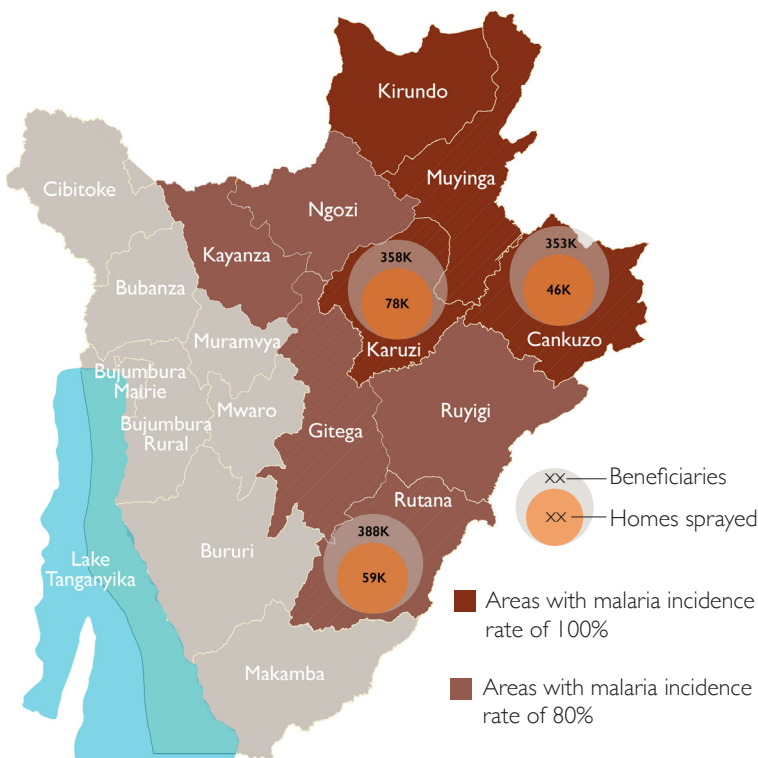 Kirundo
Muyinga
Cibitoke
Ngozi
Kayanza
358K
353K
Bubanza
78K
46K
Muramvya
Karuzi
Cankuzo
Bujumbura
Mairie
Mwaro
Ruyigi
Bujumbura
Rural
Gitega
XX
Beneficiaries
Rutana
XX
Homes sprayed
388K
Bururi
Lake
Tanganyika
59K
Areas with malaria incidence
rate of 100%
Makamba
Areas with malaria incidence
rate of 80%